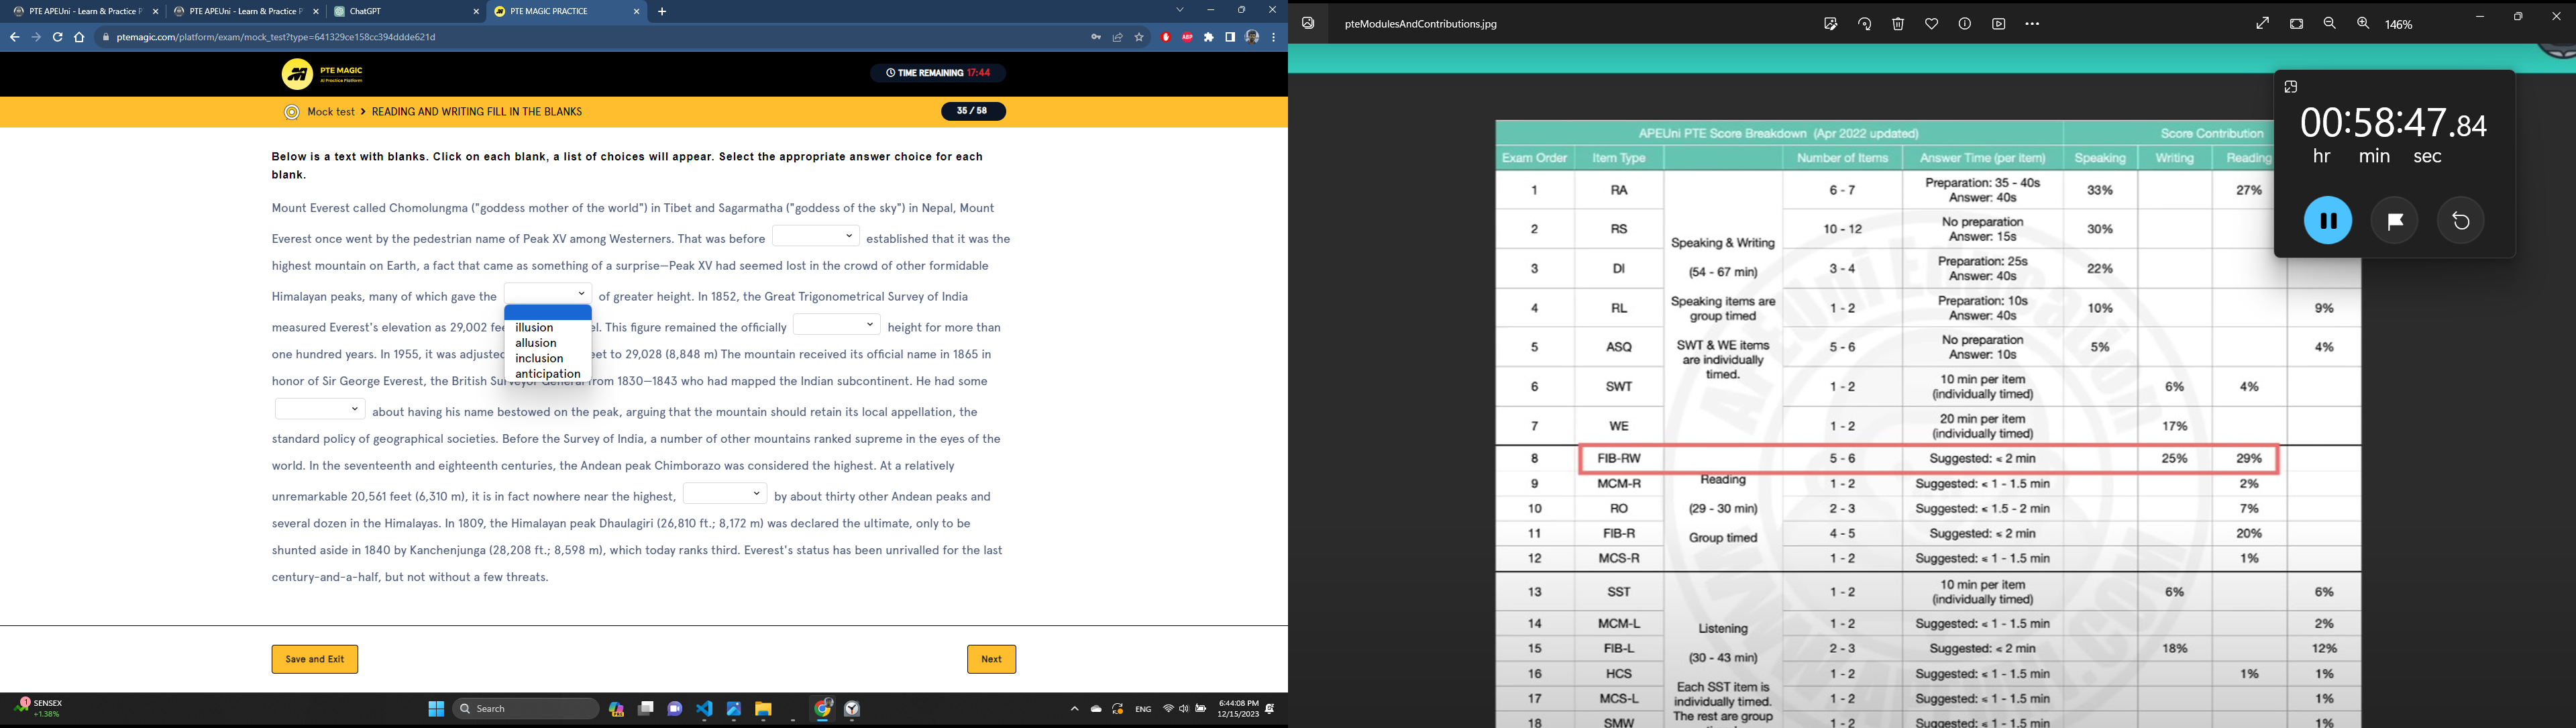 PTE APEUni - Learn & Practice P
PTE APEUni - Learn & Practice P
ChatGPT
PTE MAGIC PRACTICE
ptemagic.com/platform/exam/mock_test?type=641329ce158cc394ddde621d
PTE MAGIC
AI Practice Platform
TIME REMAINING 17:44
Mock test > READING AND WRITING FILL IN THE BLANKS
35 / 58
Below is a text with blanks. Click on each blank, a list of choices will appear. Select the appropriate answer choice for each
blank.
Mount Everest called Chomolungma ("goddess mother of the world") in Tibet and Sagarmatha ("goddess of the sky") in Nepal, Mount
Everest once went by the pedestrian name of Peak XV among Westerners. That was before established that it was the
highest mountain on Earth, a fact that came as something of a surprise—Peak XV had seemed lost in the crowd of other formidable
Himalayan peaks, many of which gave the of greater height. In 1852, the Great Trigonometrical Survey of India
measured Everest's elevation as 29,002 fee el. This figure remained the officially height for more than
one hundred years. In 1955, it was adjusted eet to 29,028 (8,848 m) The mountain received its official name in 1865 in
honor of Sir George Everest, the British Surveyor General from 1830—1843 who had mapped the Indian subcontinent. He had some
about having his name bestowed on the peak, arguing that the mountain should retain its local appellation, the
standard policy of geographical societies. Before the Survey of India, a number of other mountains ranked supreme in the eyes of the
world. In the seventeenth and eighteenth centuries, the Andean peak Chimborazo was considered the highest. At a relatively
unremarkable 20,561 feet (6,310 m), it is in fact nowhere near the highest, by about thirty other Andean peaks and
several dozen in the Himalayas. In 1809, the Himalayan peak Dhaulagiri (26,810 ft.; 8,172 m) was declared the ultimate, only to be
shunted aside in 1840 by Kanchenjunga (28,208 ft.; 8,598 m), which today ranks third. Everest's status has been unrivalled for the last
century-and-a-half, but not without a few threats.
illusion
allusion
inclusion
anticipation
Save and Exit
Next
SENSEX
+1.38%
Search
ENG
6:44:08 PM
12/15/2023
pteModulesAndContributions.jpg
146%
00:58:47.84
hr min sec
APEUni PTE Score Breakdown (Apr 2022 updated) Score Contribution
Exam Order Item Type Number of Items Answer Time (per item) Speaking Writing Reading
1 RA 6 - 7 Preparation: 35 - 40s Answer: 40s 33% 27%
2 RS 10 - 12 No preparation Answer: 15s 30%
Speaking & Writing
(54 - 67 min)
3 DI 3 - 4 Preparation: 25s Answer: 40s 22%
Speaking items are
group timed
4 RL 1 - 2 Preparation: 10s Answer: 40s 10% 9%
SWT & WE items
are individually
timed.
5 ASQ 5 - 6 No preparation Answer: 10s 5% 4%
6 SWT 1 - 2 10 min per item (individually timed) 6% 4%
7 WE 1 - 2 20 min per item (individually timed) 17%
8 FIB-RW 5 - 6 Suggested: < 2 min 25% 29%
Reading
9 MCM-R 1 - 2 Suggested: ≤ 1 - 1.5 min 2%
(29 - 30 min)
10 RO 2 - 3 Suggested: ≤ 1.5 - 2 min 7%
Group timed
11 FIB-R 4 - 5 Suggested: < 2 min 20%
12 MCS-R 1 - 2 Suggested: ≤ 1 - 1.5 min 1%
13 SST 1 - 2 10 min per item (individually timed) 6% 6%
Listening
14 MCM-L 1 - 2 Suggested: ≤ 1 - 1.5 min 2%
(30 - 43 min)
15 FIB-L 2 - 3 Suggested: < 2 min 18% 12%
Each SST item is
individually timed.
The rest are group
16 HCS 1 - 2 Suggested: ≤ 1 - 1.5 min 1% 1%
17 MCS-L 1 - 2 Suggested: ≤ 1 - 1.5 min 1%
18 SMW 1 - 2 Suggested: ≤ 1 - 1.5 min 1%